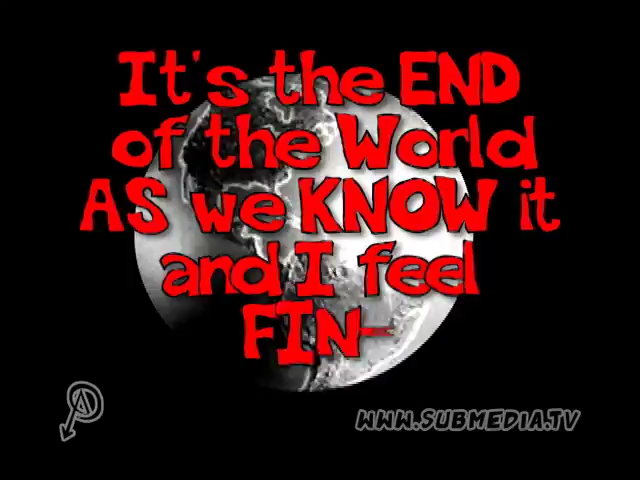 It's the END
of the World
AS we KNOW it
and I feel
FIN-
www.submedia.tv